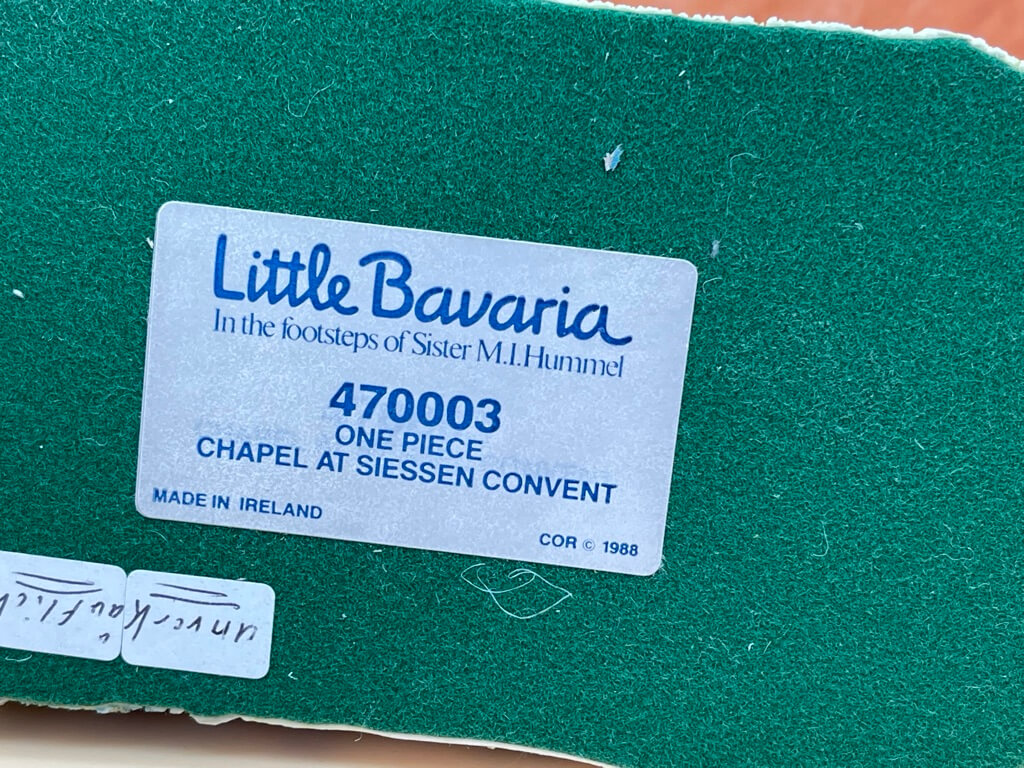 Little Bavaria
In the footsteps of Sister M.I.Hummel
470003
ONE PIECE
CHAPEL AT SIESSEN CONVENT
MADE IN IRELAND
COR © 1988
unverkäuflich